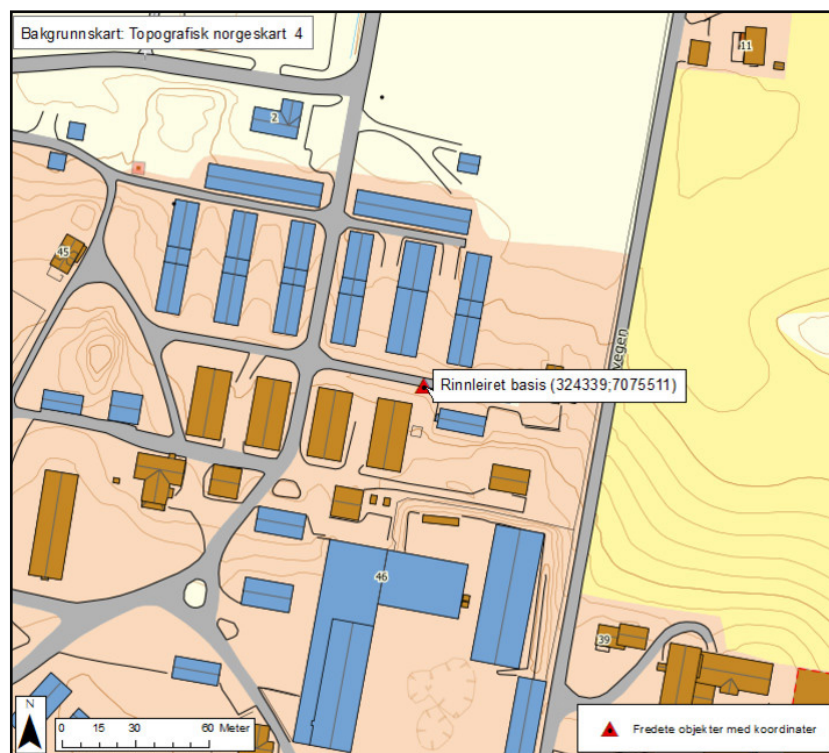 Bakgrunnskart: Topografisk norgeskart 4
11
2
45
vegen
Rinnleiret basis (324339;7075511)
46
39
N
0 15 30 60 Meter
Fredete objekter med koordinater